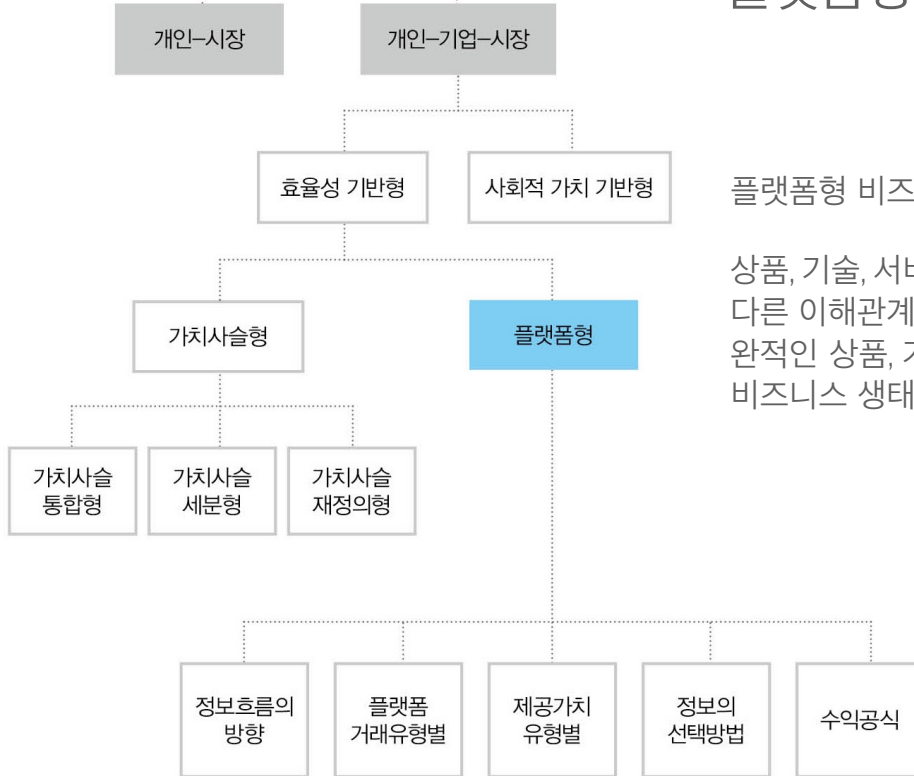 개인–시장
개인–기업–시장
효율성 기반형
사회적 가치 기반형
플랫폼형 비즈
상품, 기술, 서비
다른 이해관계
완적인 상품, 기
비즈니스 생태
가치사슬형
플랫폼형
가치사슬
통합형
가치사슬
세분형
가치사슬
재정의형
정보흐름의
방향
플랫폼
거래유형별
제공가치
유형별
정보의
선택방법
수익공식